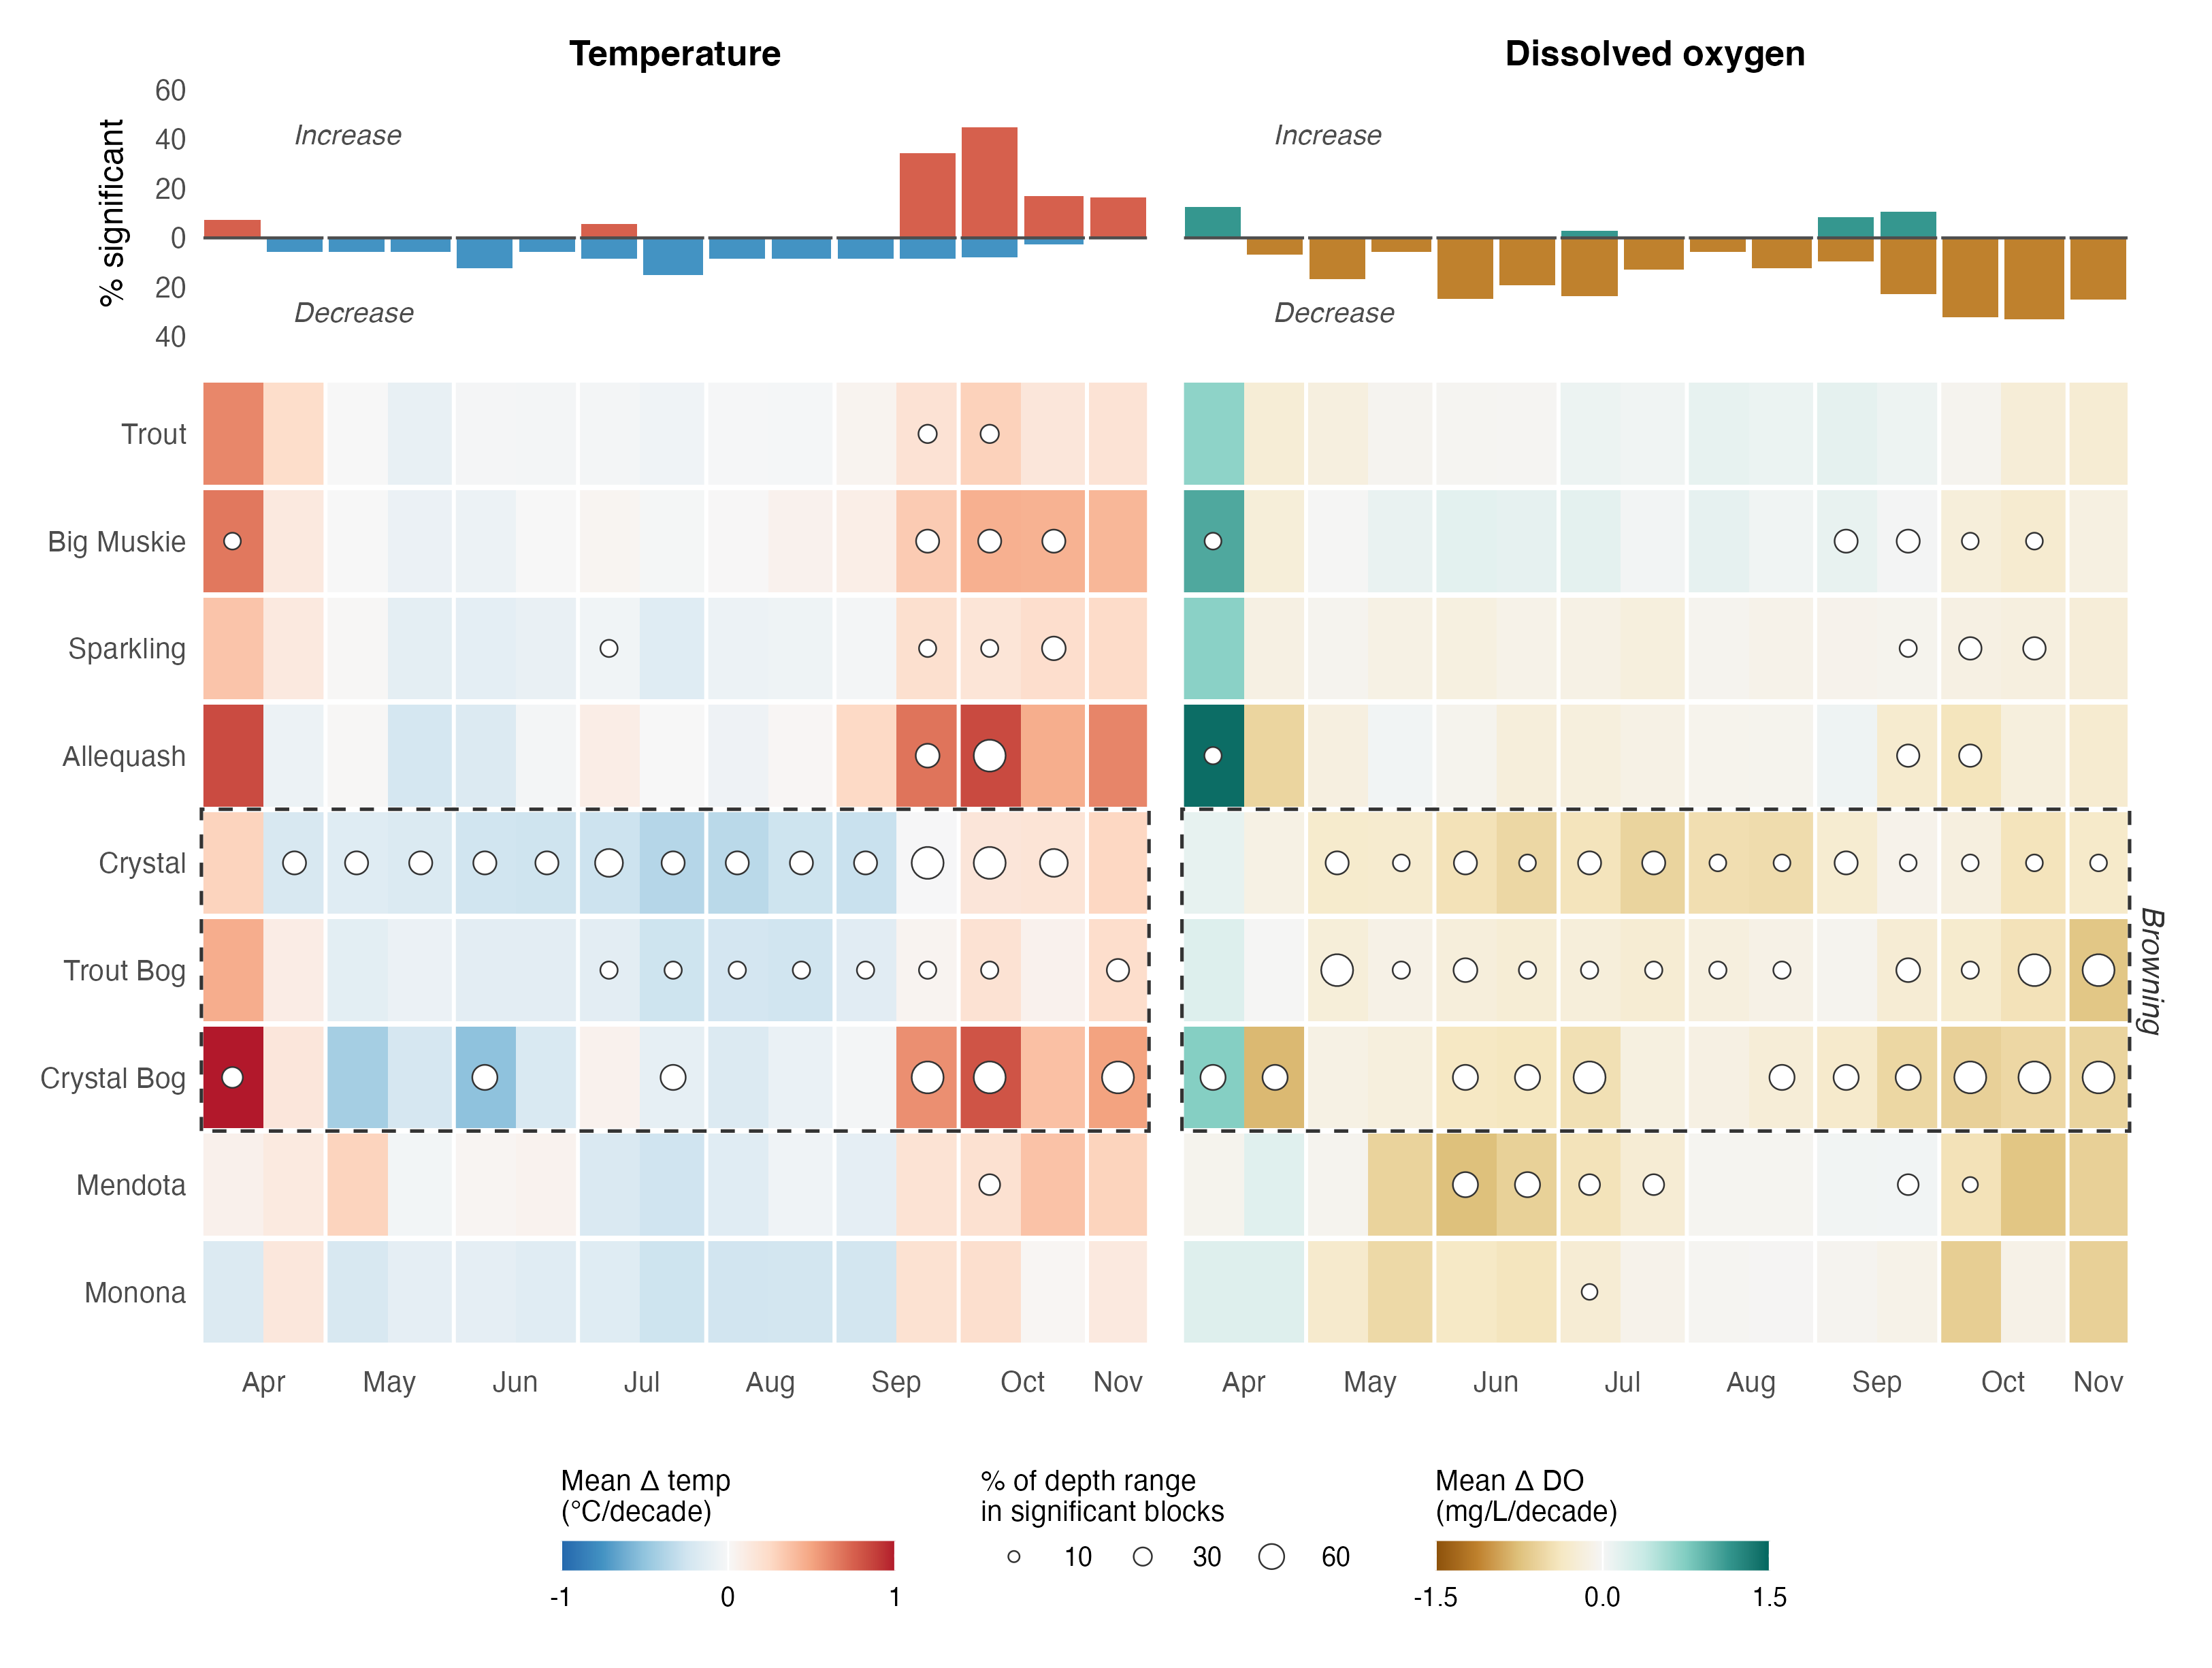 Temperature
Dissolved oxygen
60
40
20
0
20
40
% significant
Increase
Decrease
Increase
Decrease
Trout
Big Muskie
Sparkling
Allequash
Crystal
Trout Bog
Crystal Bog
Mendota
Monona
Browning
Apr May Jun Jul Aug Sep Oct Nov
Apr May Jun Jul Aug Sep Oct Nov
Mean Δ temp
(°C/decade)
-1 0 1
% of depth range
in significant blocks
10 30 60
Mean Δ DO
(mg/L/decade)
-1.5 0.0 1.5